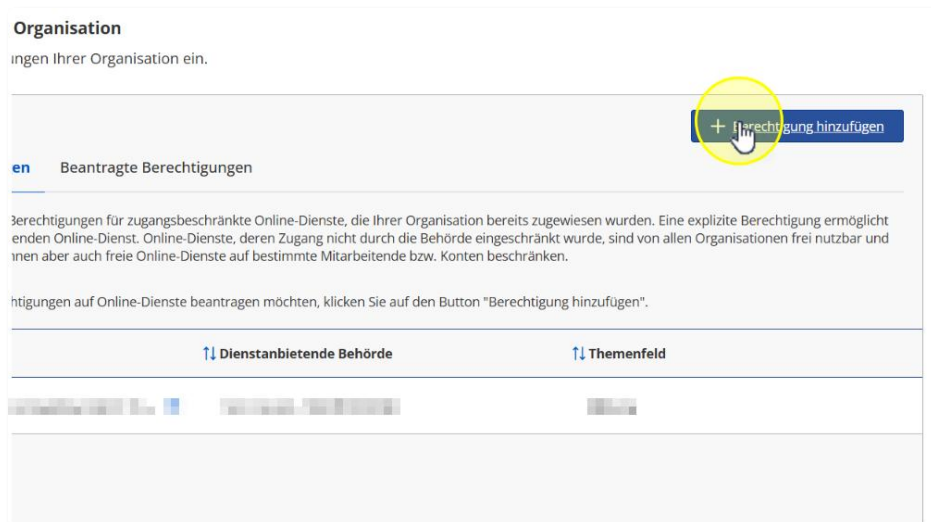 Organisation
ingen Ihrer Organisation ein.
+ Berechtigung hinzufügen
en Beantragte Berechtigungen
Berechtigungen für zugangsbeschränkte Online-Dienste, die Ihrer Organisation bereits zugewiesen wurden. Eine explizite Berechtigung ermöglicht
enden Online-Dienst. Online-Dienste, deren Zugang nicht durch die Behörde eingeschränkt wurde, sind von allen Organisationen frei nutzbar und
nnen aber auch freie Online-Dienste auf bestimmte Mitarbeitende bzw. Konten beschränken.
htigungen auf Online-Dienste beantragen möchten, klicken Sie auf den Button "Berechtigung hinzufügen".
Dienstanbietende Behörde Themenfeld